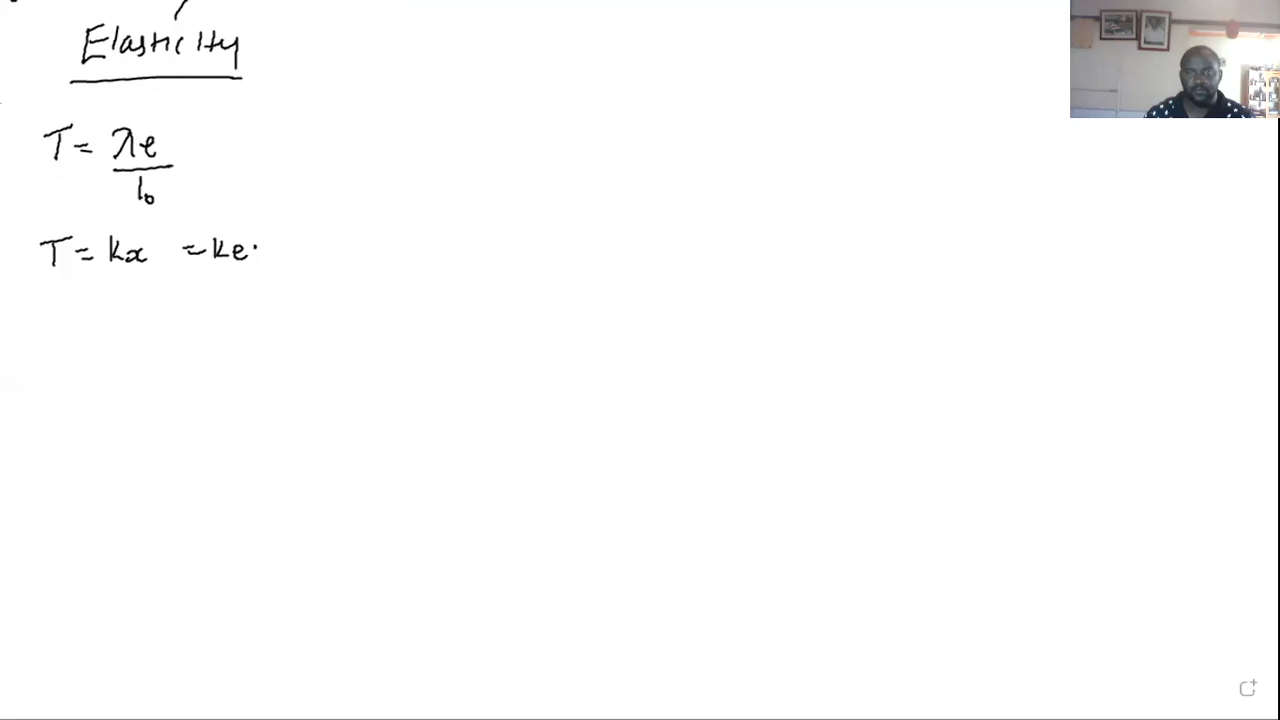 Elasticity
T = λe
l₀
T = kx = ke.